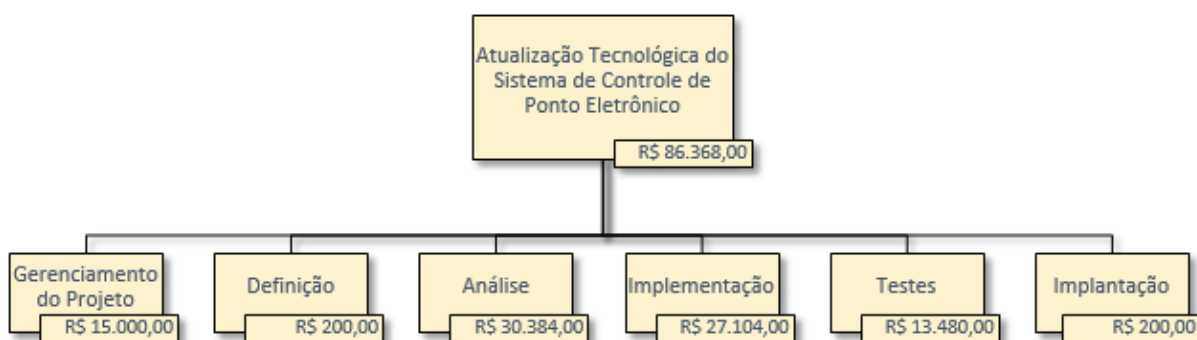 Atualização Tecnológica do
Sistema de Controle de
Ponto Eletrônico
R$ 86.368,00
Gerenciamento
do Projeto
R$ 15.000,00
Definição
R$ 200,00
Análise
R$ 30.384,00
Implementação
R$ 27.104,00
Testes
R$ 13.480,00
Implantação
R$ 200,00